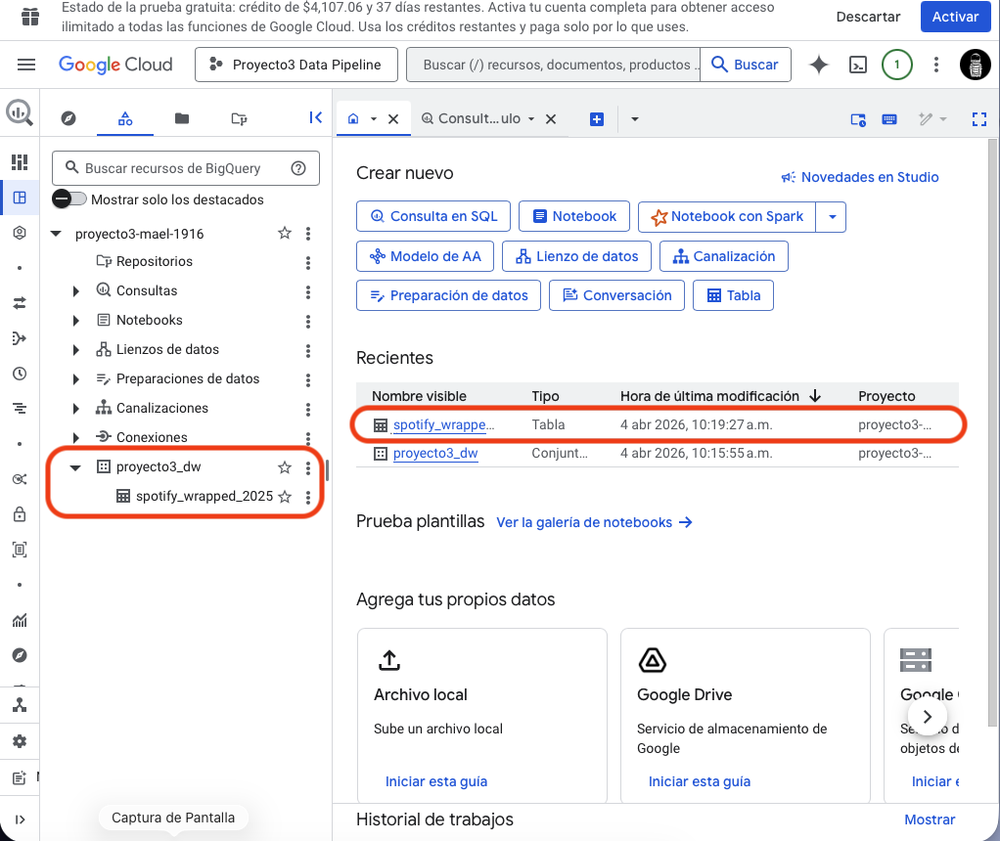 Estado de la prueba gratuita: crédito de $4,107.06 y 37 días restantes. Activa tu cuenta completa para obtener acceso
ilimitado a todas las funciones de Google Cloud. Usa los créditos restantes y paga solo por lo que uses.
Descartar
Activar
Google Cloud
Proyecto3 Data Pipeline
Buscar (/) recursos, documentos, productos ...
Buscar
1
Consult...ulo
Buscar recursos de BigQuery
Mostrar solo los destacados
proyecto3-mael-1916
Repositorios
Consultas
Notebooks
Lienzos de datos
Preparaciones de datos
Canalizaciones
Conexiones
proyecto3_dw
spotify_wrapped_2025
Crear nuevo
Novedades en Studio
Consulta en SQL
Notebook
Notebook con Spark
Modelo de AA
Lienzo de datos
Canalización
Preparación de datos
Conversación
Tabla
Recientes
Nombre visible Tipo Hora de última modificación Proyecto
spotify_wrappe... Tabla 4 abr 2026, 10:19:27 a.m. proyecto3-...
proyecto3_dw Conjunt... 4 abr 2026, 10:15:55 a.m. proyecto3-...
Prueba plantillas
Ver la galería de notebooks
Agrega tus propios datos
Archivo local
Sube un archivo local
Iniciar esta guía
Google Drive
Servicio de almacenamiento de
Google
Iniciar esta guía
Google
objetos de
Iniciar e
Historial de trabajos
Mostrar
Captura de Pantalla